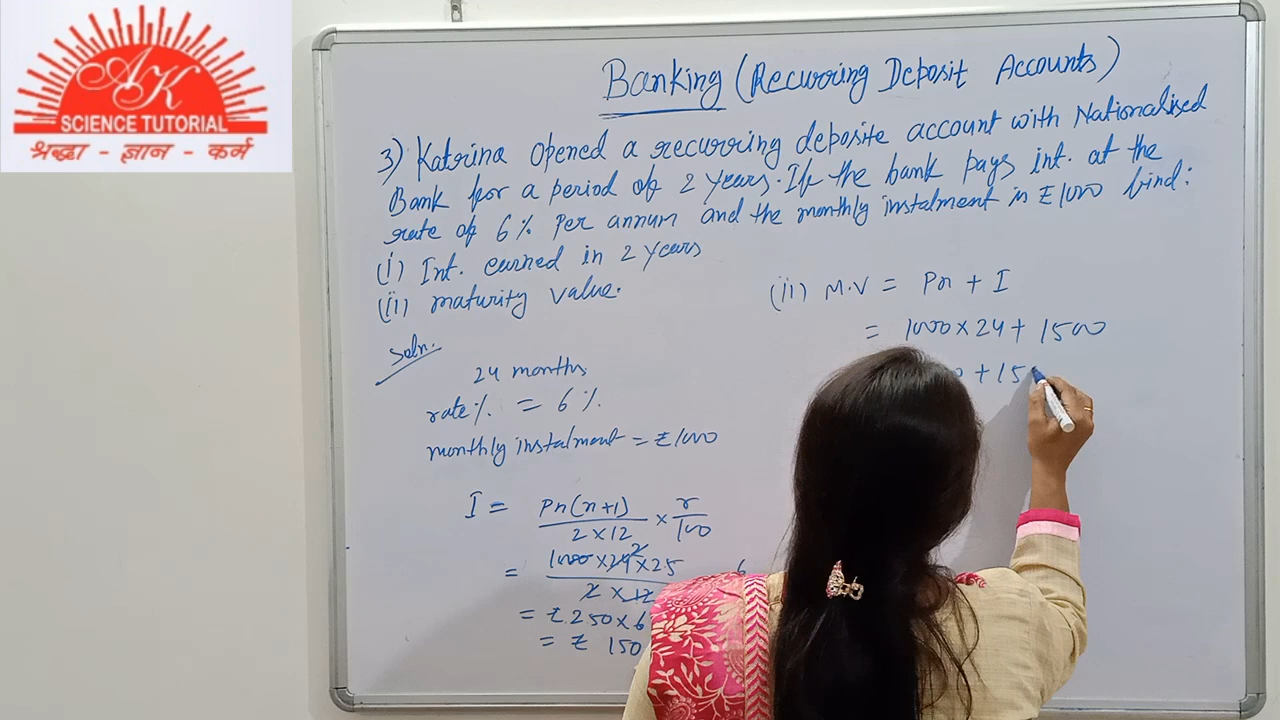 AK
SCIENCE TUTORIAL
श्रद्धा - ज्ञान - कर्म
Banking (Recurring Deposit Accounts)
3) Katrina opened a recurring deposite account with Nationalised
Bank for a period of 2 years. If the bank pays int. at the
rate of 6% Per annum and the monthly instalment is ₹1000 find:
(i) Int. earned in 2 years
(ii) maturity value.
Soln.
24 months
rate% = 6%
monthly instalment = ₹1000
I = Pn(n+1)/2×12 × r/100
= 1000×24×25/2×12 6
2
= ₹250×6
= ₹ 150
(ii) M.V = Pn + I
= 1000×24 + 1500
+ 15